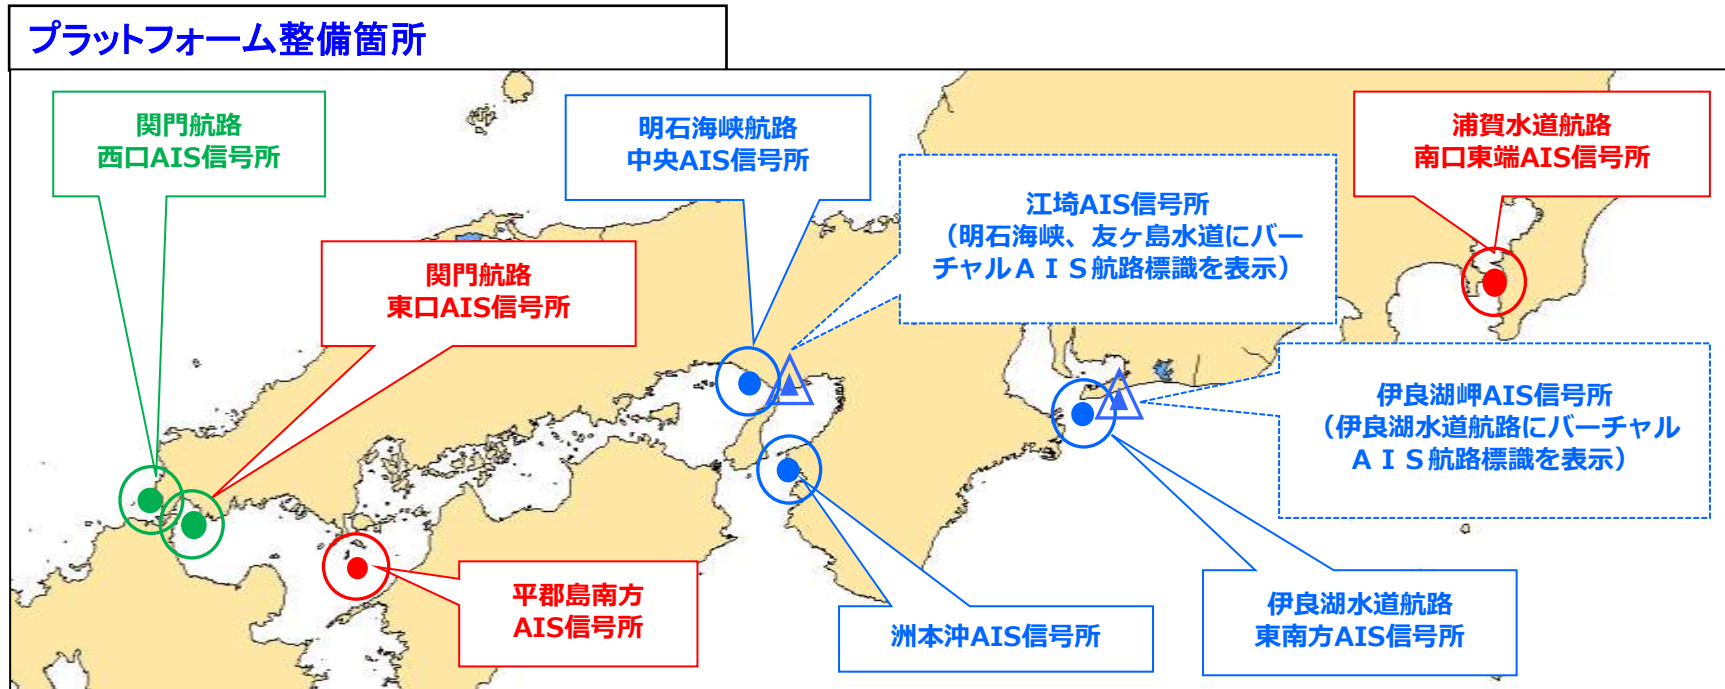 プラットフォーム整備箇所
関門航路
西口AIS信号所
明石海峡航路
中央AIS信号所
浦賀水道航路
南口東端AIS信号所
江埼AIS信号所
（明石海峡、友ヶ島水道にバー
チャルＡＩＳ航路標識を表示）
関門航路
東口AIS信号所
伊良湖岬AIS信号所
（伊良湖水道航路にバーチャル
ＡＩＳ航路標識を表示）
平郡島南方
AIS信号所
洲本沖AIS信号所
伊良湖水道航路
東南方AIS信号所